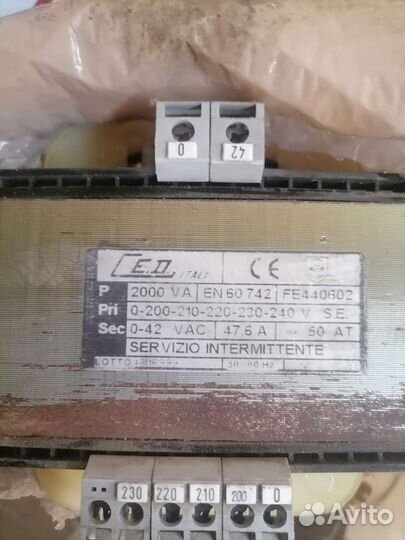 0 42
C.E.D. ITALY CE
P 2000 VA EN 60 742 FE440602
Pri 0-200-210-220-230-240 V S.E.
Sec 0-42 VAC 47,6 A 50 AT
SERVIZIO INTERMITTENTE
LOTTO 50-60 Hz
230 220 210 200 0
Avito